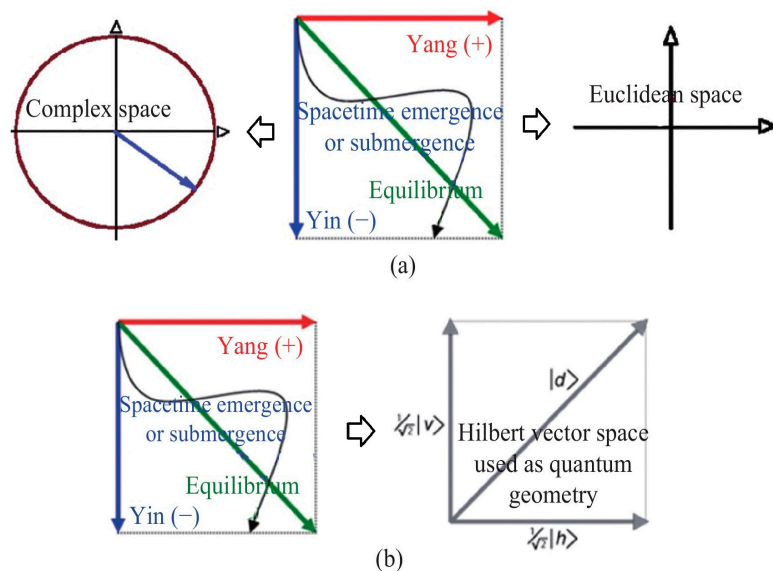 Complex space
Yang (+)
Spacetime emergence
or submergence
Equilibrium
Yin (−)
Euclidean space
(a)
Yang (+)
Spacetime emergence
or submergence
Equilibrium
Yin (−)
|d>
1/√2|v>
Hilbert vector space
used as quantum
geometry
1/√2|h>
(b)